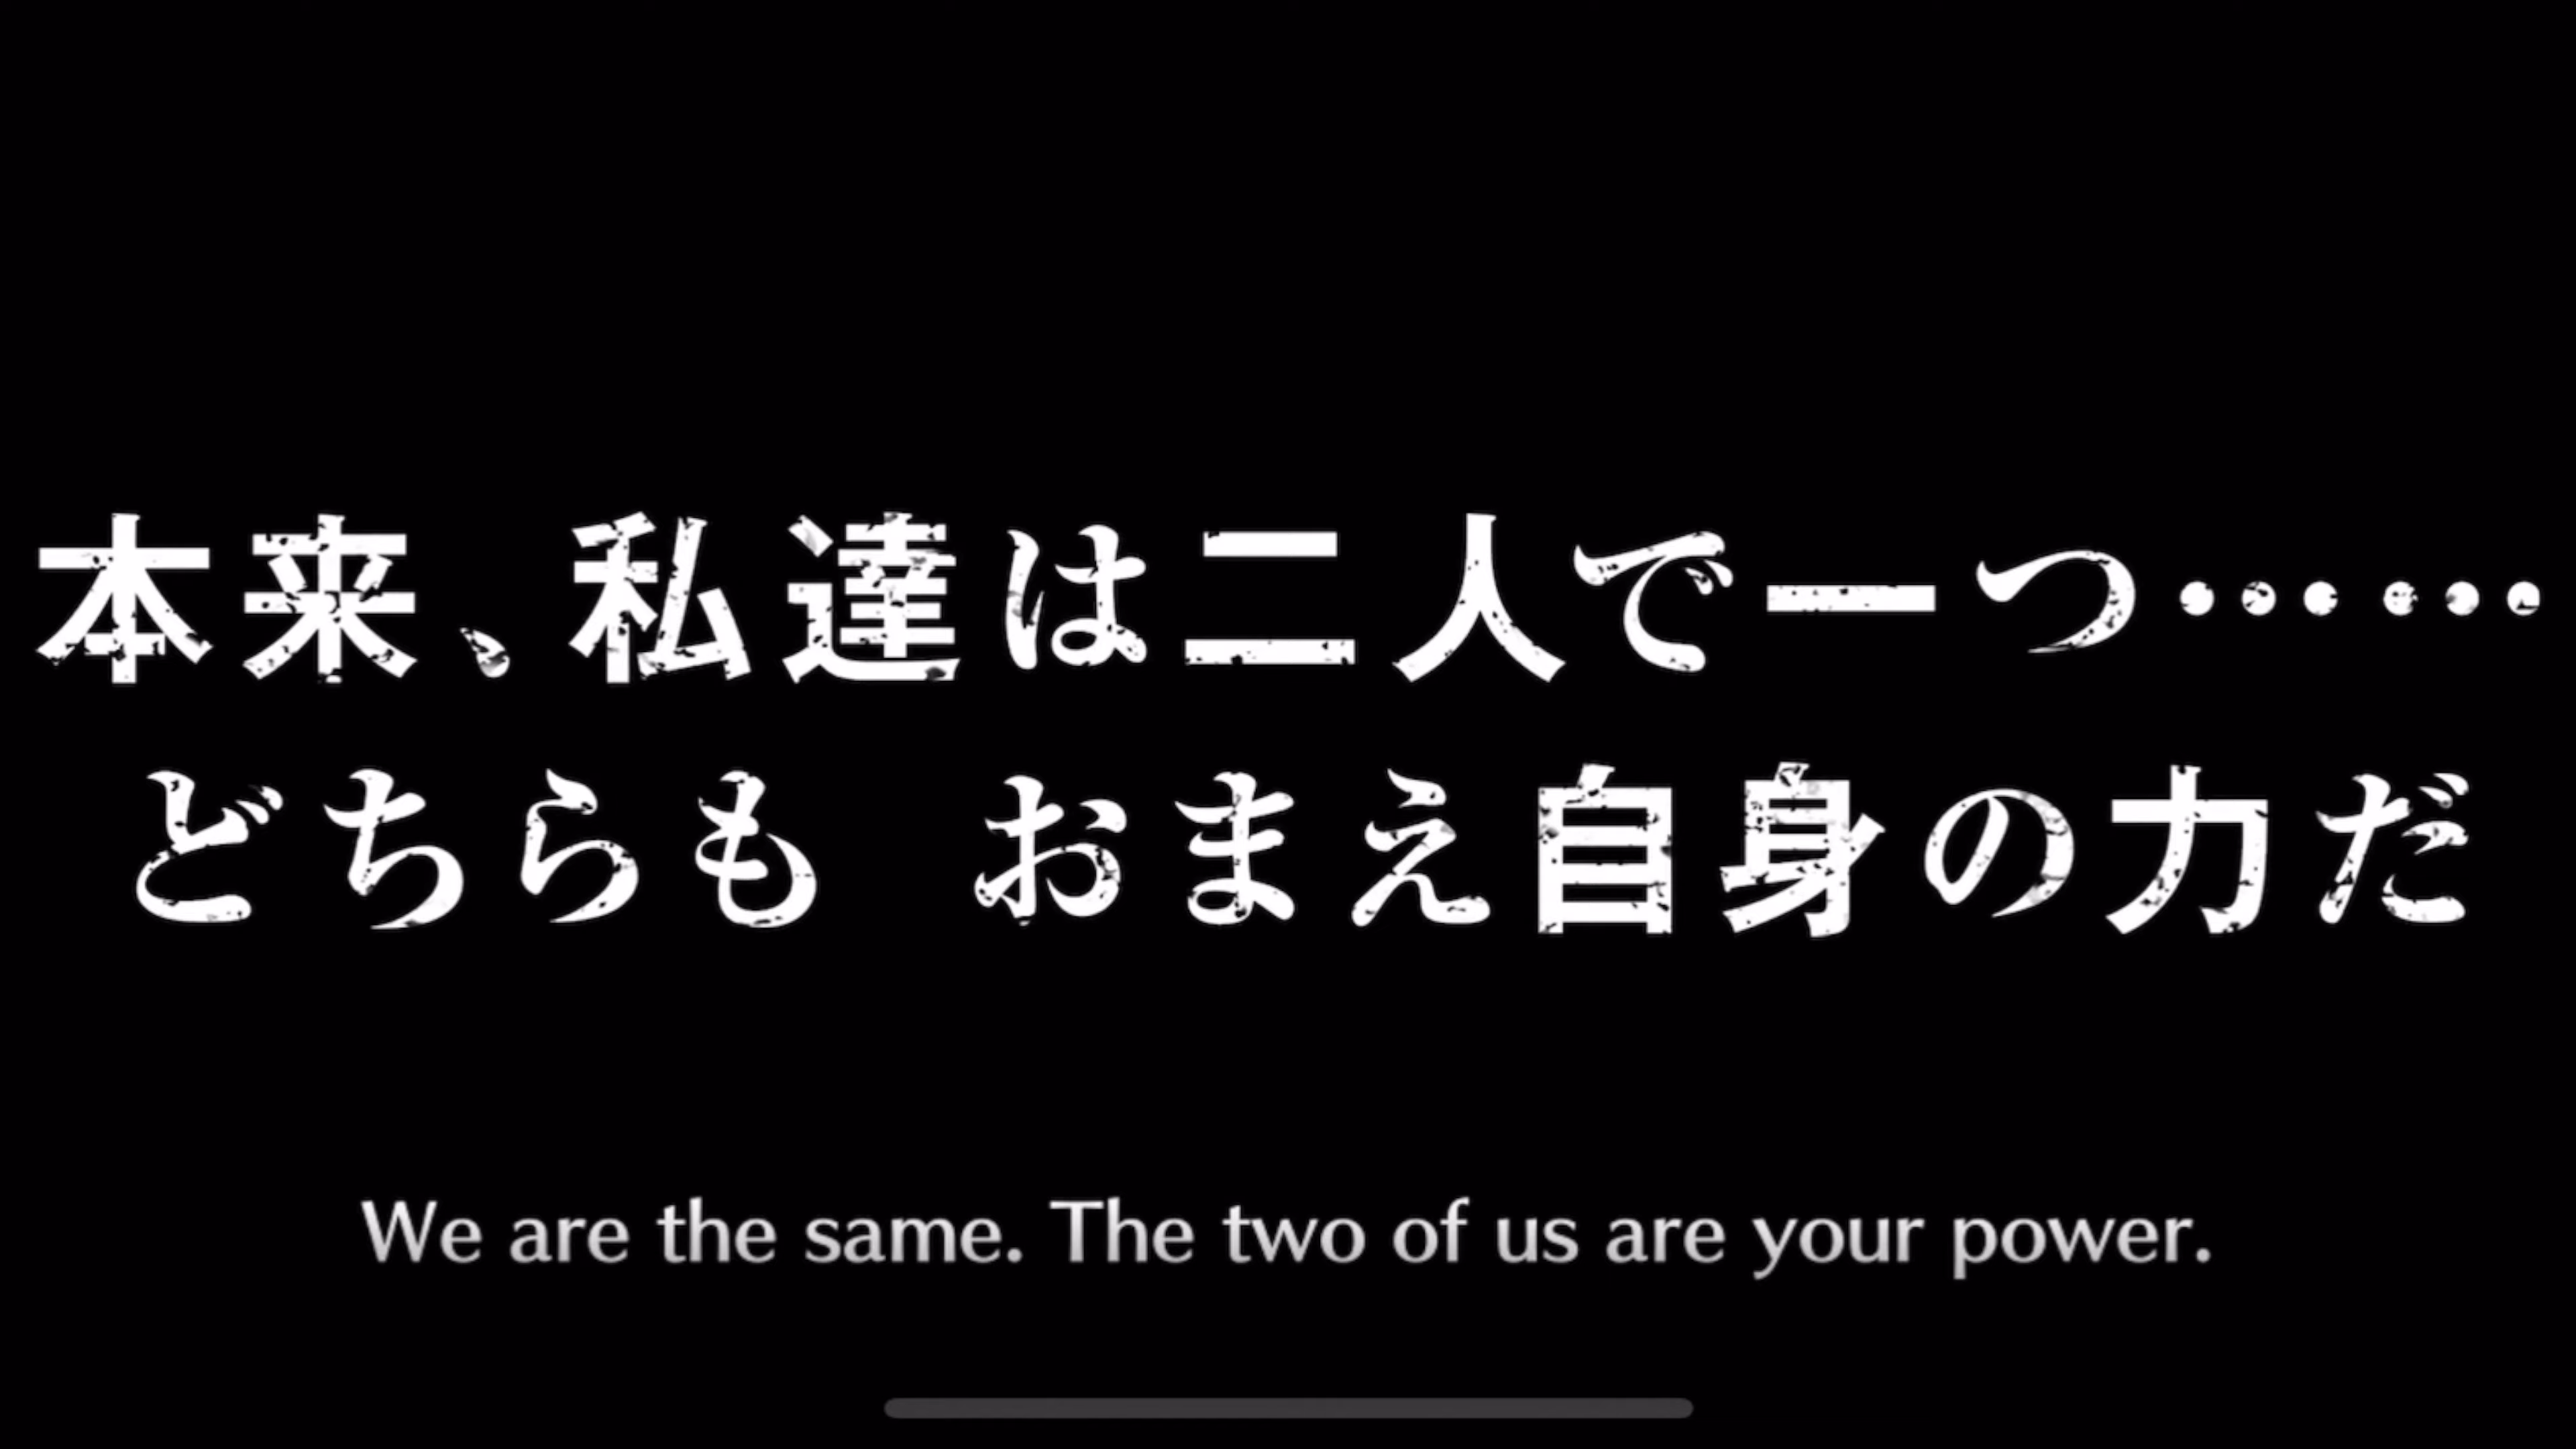 本来、私達は二人で一つ……
どちらも　おまえ自身の力だ
We are the same. The two of us are your power.